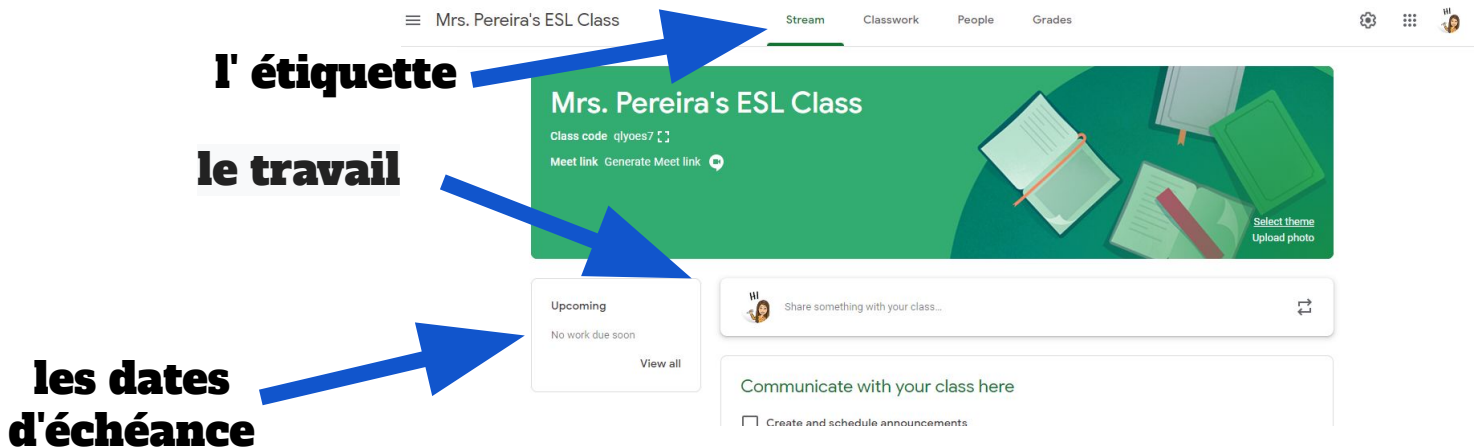 Mrs. Pereira's ESL Class
Stream Classwork People Grades
HI
l' étiquette
Mrs. Pereira's ESL Class
Class code qlyoes7
Meet link Generate Meet link
le travail
Select theme
Upload photo
Upcoming
No work due soon
View all
HI
Share something with your class...
les dates
d'échéance
Communicate with your class here
Create and schedule announcements